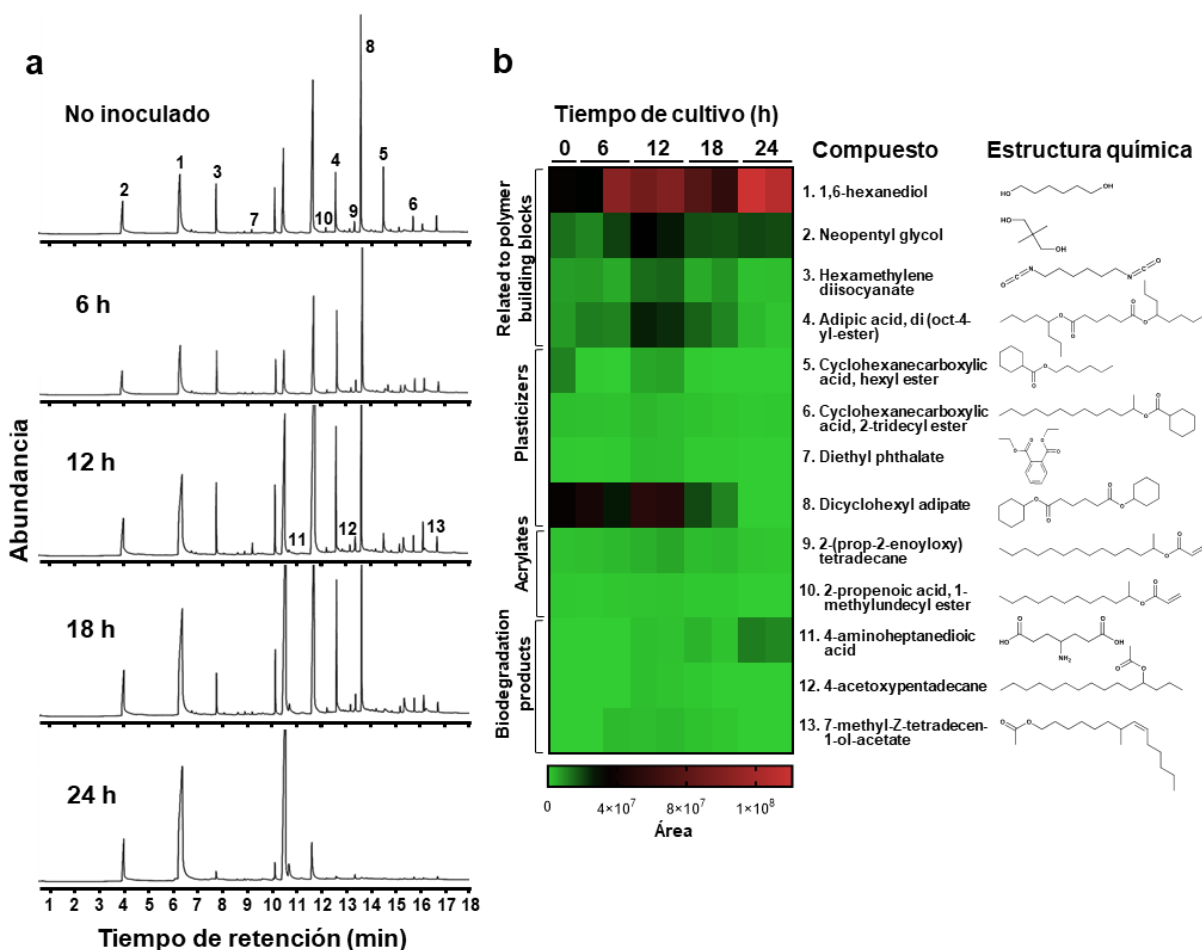 a
No inoculado
1
2
3
4
5
6
7
8
9
10
6 h
12 h
11
12
13
18 h
24 h
Abundancia
1 2 3 4 5 6 7 8 9 10 11 12 13 14 15 16 17 18
Tiempo de retención (min)
b
Tiempo de cultivo (h)
0 6 12 18 24
Compuesto
Estructura química
Related to polymer
building blocks
Plasticizers
Acrylates
Biodegradation
products
1. 1,6-hexanediol
2. Neopentyl glycol
3. Hexamethylene
diisocyanate
4. Adipic acid, di (oct-4-
yl-ester)
5. Cyclohexanecarboxylic
acid, hexyl ester
6. Cyclohexanecarboxylic
acid, 2-tridecyl ester
7. Diethyl phthalate
8. Dicyclohexyl adipate
9. 2-(prop-2-enoyloxy)
tetradecane
10. 2-propenoic acid, 1-
methylundecyl ester
11. 4-aminoheptanedioic
acid
12. 4-acetoxypentadecane
13. 7-methyl-Z-tetradecen-
1-ol-acetate
0 4×10⁷ 8×10⁷ 1×10⁸
Área